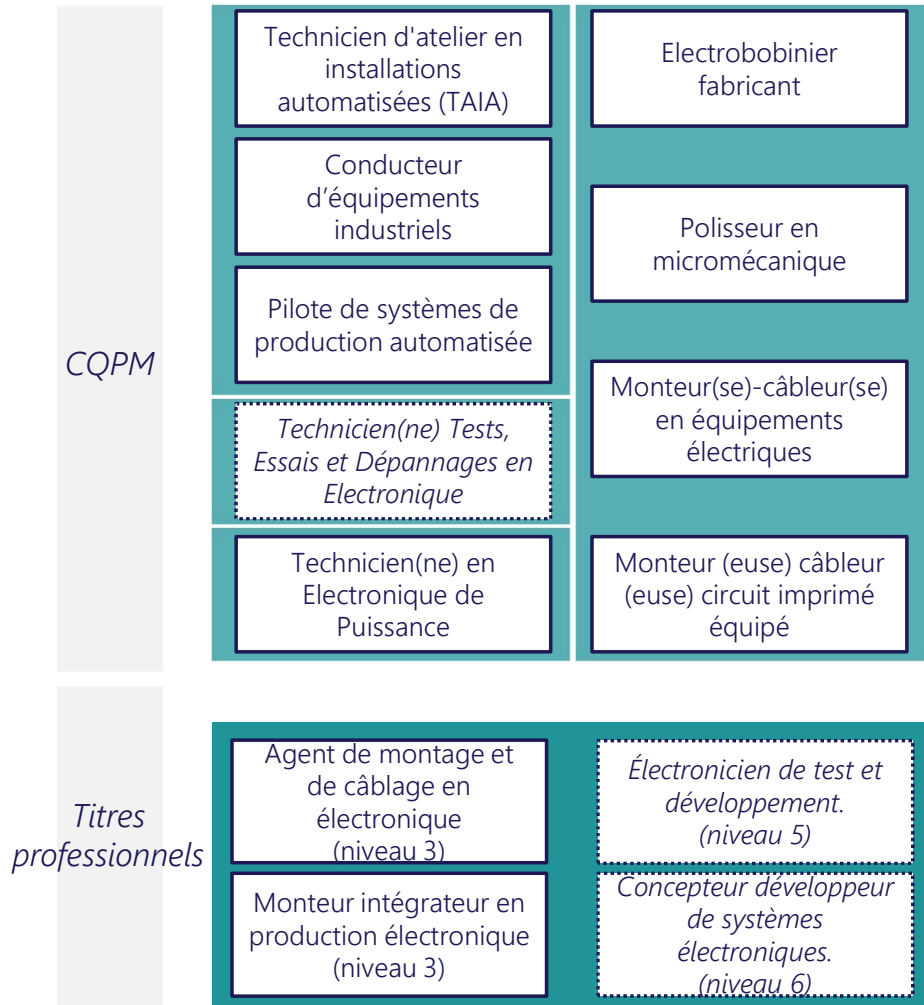 CQPM
Technicien d'atelier en
installations
automatisées (TAIA)
Conducteur
d’équipements
industriels
Pilote de systèmes de
production automatisée
Technicien(ne) Tests,
Essais et Dépannages en
Electronique
Technicien(ne) en
Electronique de
Puissance
Electrobobinier
fabricant
Polisseur en
micromécanique
Monteur(se)-câbleur(se)
en équipements
électriques
Monteur (euse) câbleur
(euse) circuit imprimé
équipé
Titres
professionnels
Agent de montage et
de câblage en
électronique
(niveau 3)
Monteur intégrateur en
production électronique
(niveau 3)
Électronicien de test et
développement.
(niveau 5)
Concepteur développeur
de systèmes
électroniques.
(niveau 6)